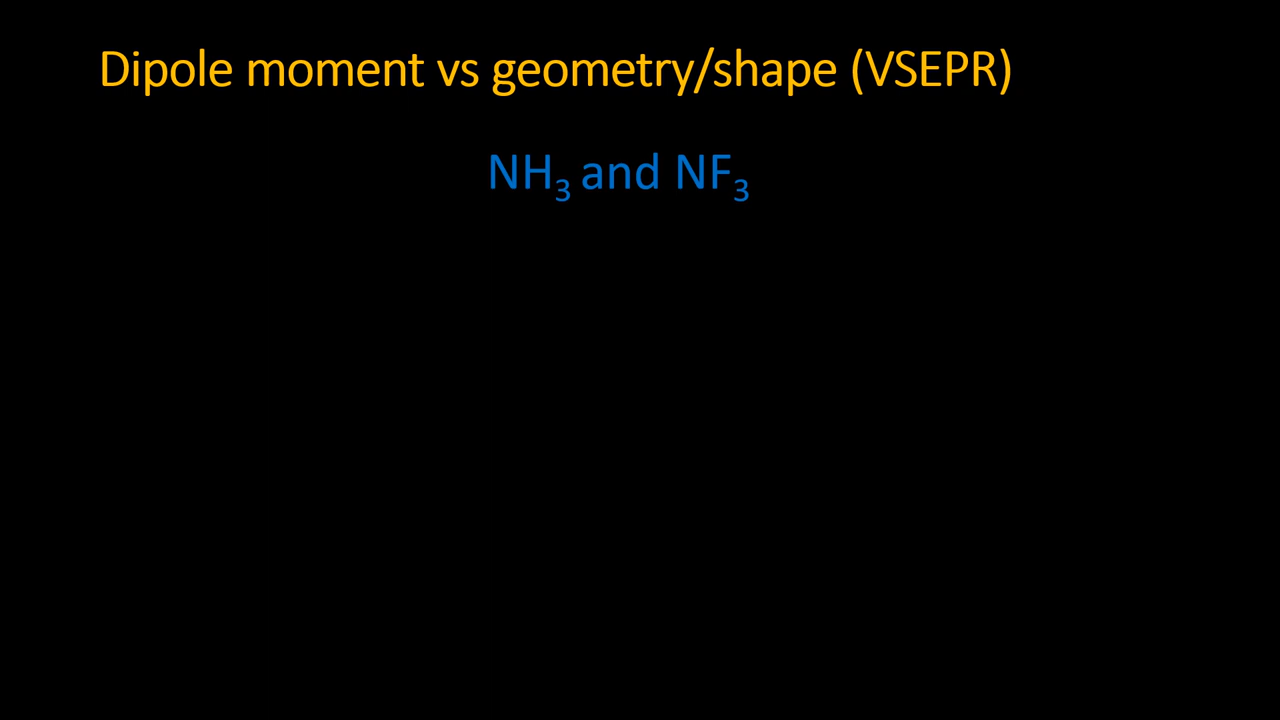 Dipole moment vs geometry/shape (VSEPR)
NH₃ and NF₃